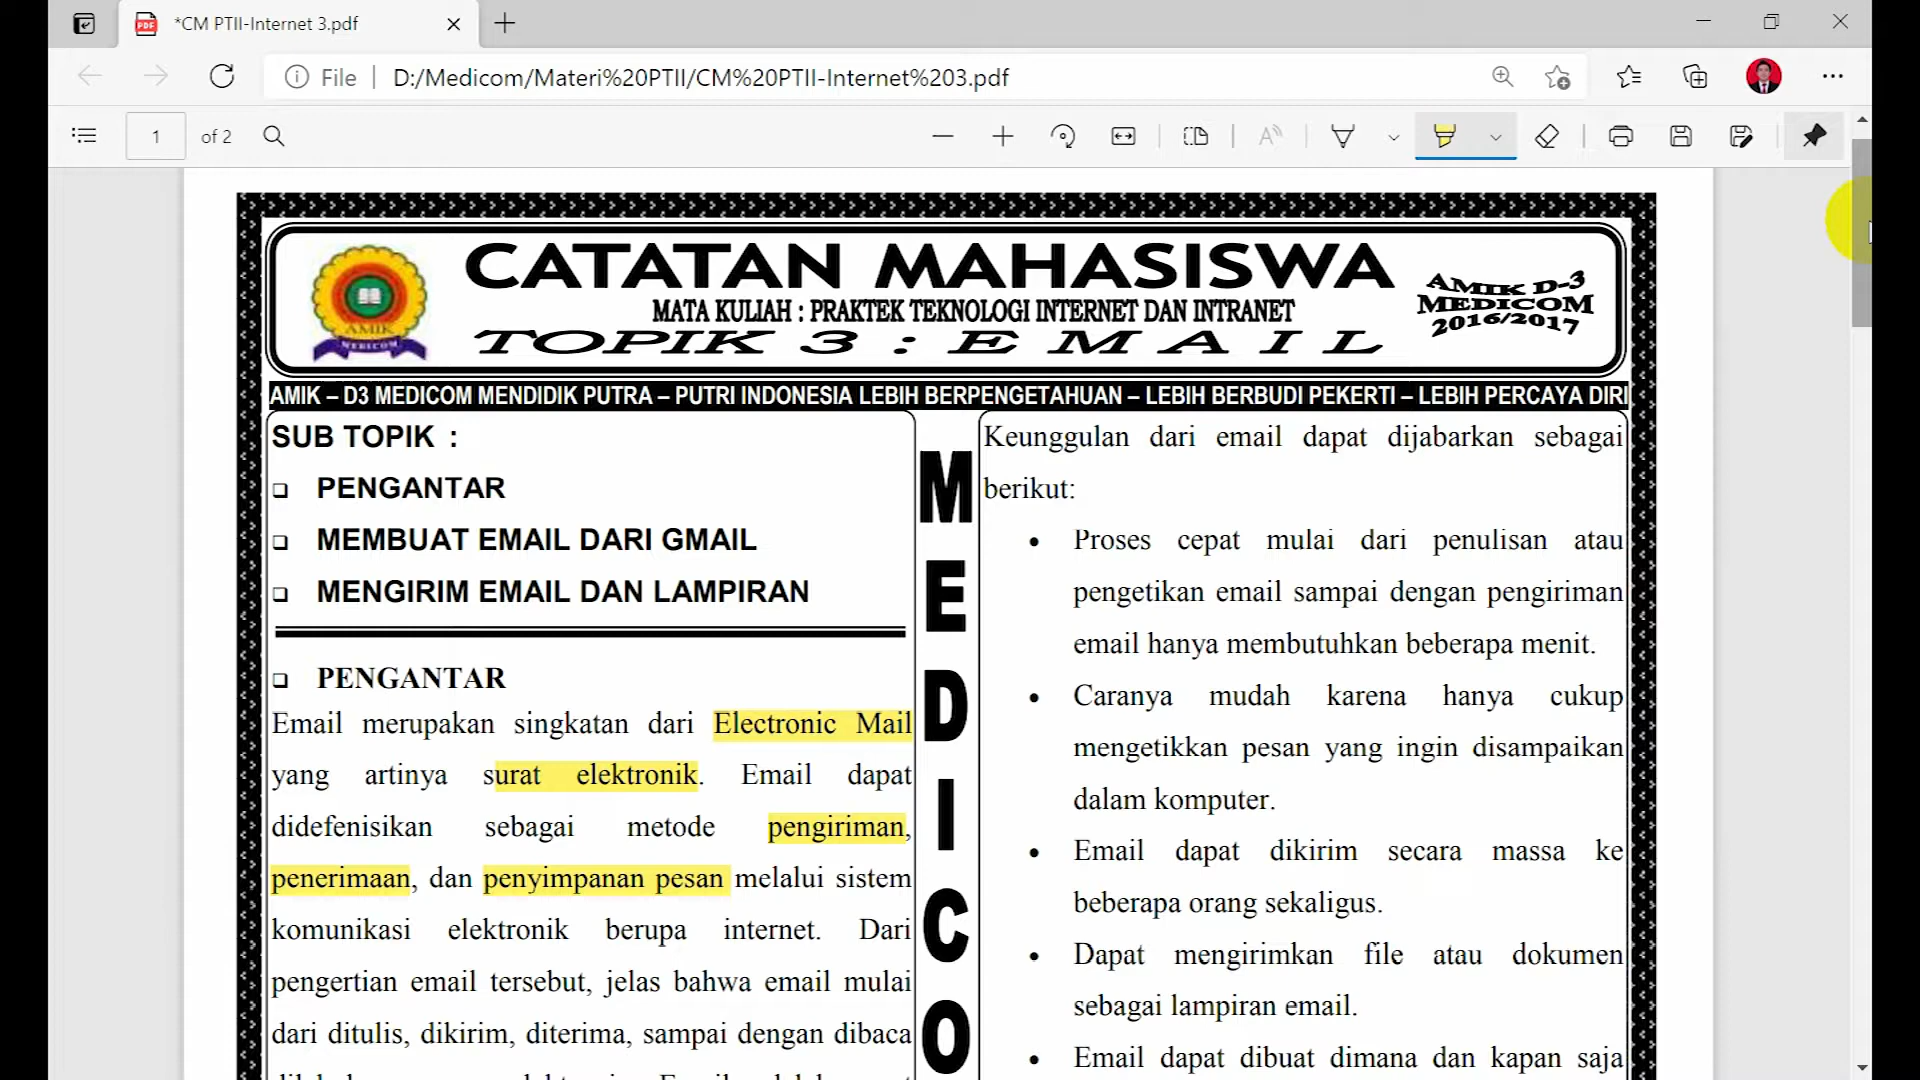 *CM PTII-Internet 3.pdf
File
D:/Medicom/Materi%20PTII/CM%20PTII-Internet%203.pdf
1 of 2
CATATAN MAHASISWA
MATA KULIAH : PRAKTEK TEKNOLOGI INTERNET DAN INTRANET
TOPIK 3 : E M A I L
AMIK D-3
MEDICOM
2016/2017
AMIK
MEDICOM
AMIK – D3 MEDICOM MENDIDIK PUTRA – PUTRI INDONESIA LEBIH BERPENGETAHUAN – LEBIH BERBUDI PEKERTI – LEBIH PERCAYA DIRI
SUB TOPIK :
PENGANTAR
MEMBUAT EMAIL DARI GMAIL
MENGIRIM EMAIL DAN LAMPIRAN
PENGANTAR
Email merupakan singkatan dari Electronic Mail
yang artinya surat elektronik. Email dapat
didefenisikan sebagai metode pengiriman,
penerimaan, dan penyimpanan pesan melalui sistem
komunikasi elektronik berupa internet. Dari
pengertian email tersebut, jelas bahwa email mulai
dari ditulis, dikirim, diterima, sampai dengan dibaca
M
E
D
I
C
O
Keunggulan dari email dapat dijabarkan sebagai
berikut:
• Proses cepat mulai dari penulisan atau
pengetikan email sampai dengan pengiriman
email hanya membutuhkan beberapa menit.
• Caranya mudah karena hanya cukup
mengetikkan pesan yang ingin disampaikan
dalam komputer.
• Email dapat dikirim secara massa ke
beberapa orang sekaligus.
• Dapat mengirimkan file atau dokumen
sebagai lampiran email.
• Email dapat dibuat dimana dan kapan saja